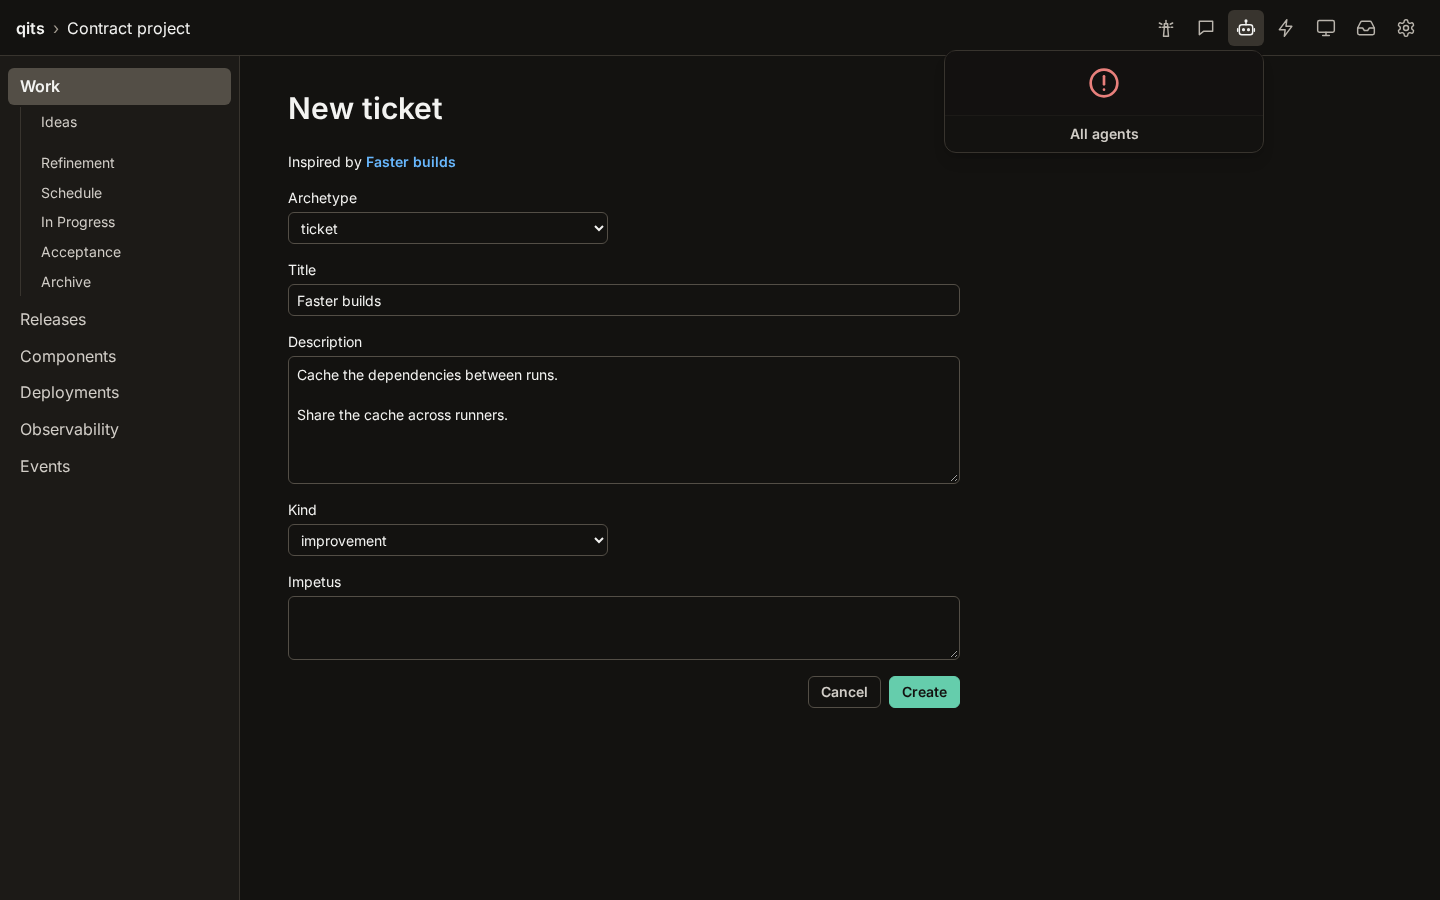 qits › Contract project
All agents
Work
Ideas
Refinement
Schedule
In Progress
Acceptance
Archive
Releases
Components
Deployments
Observability
Events
New ticket
Inspired by Faster builds
Archetype
ticket
Title
Faster builds
Description
Cache the dependencies between runs.
Share the cache across runners.
Kind
improvement
Impetus
Cancel
Create